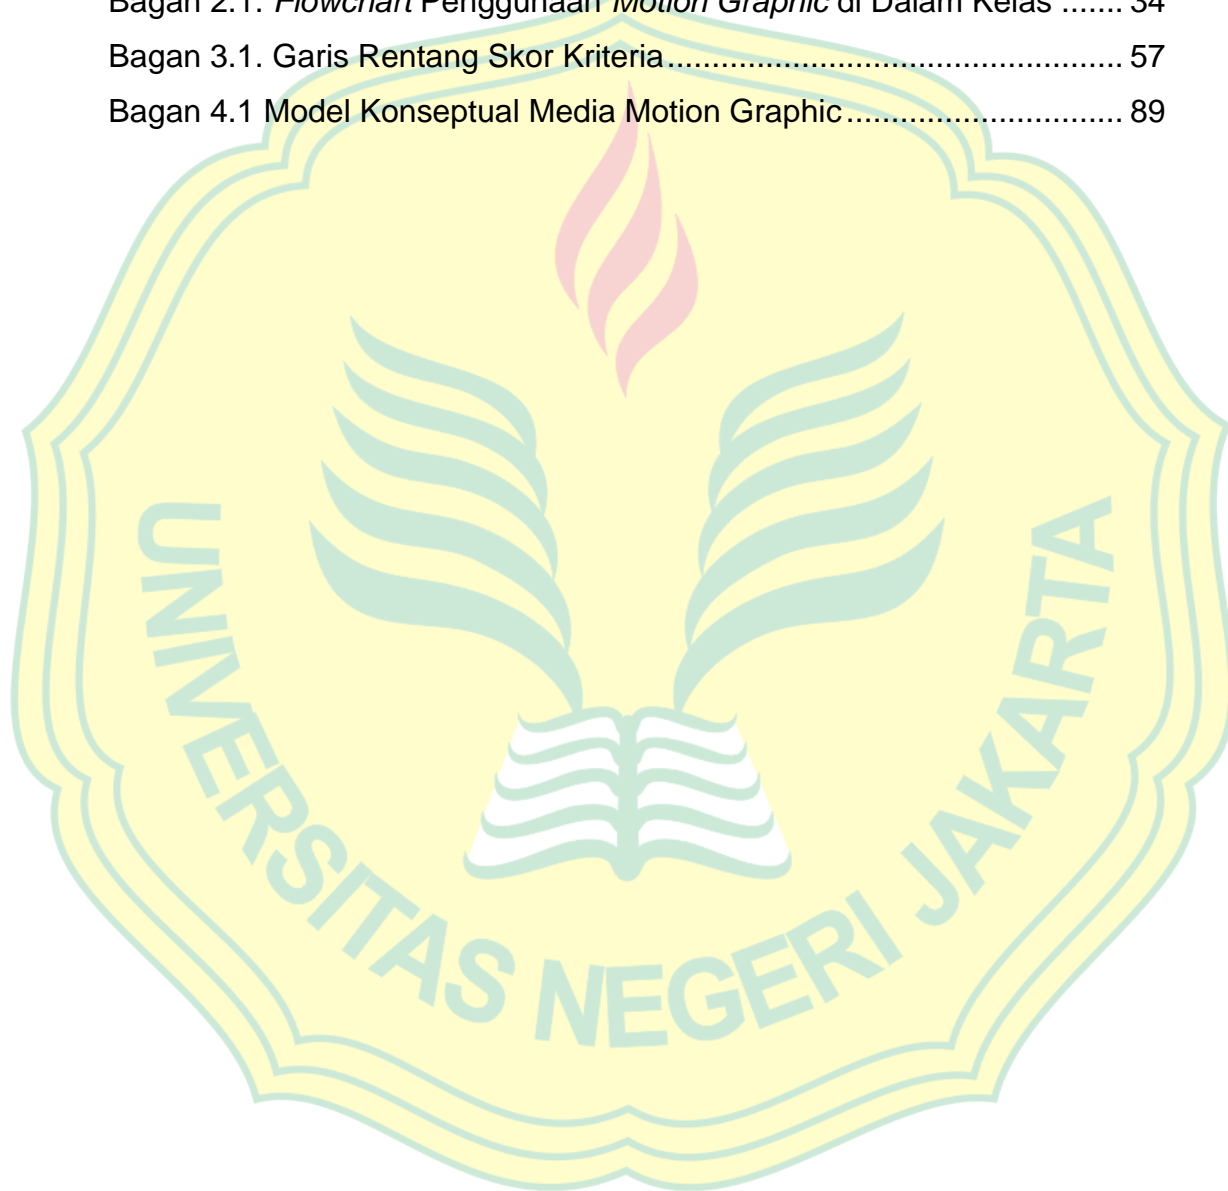 Bagan 2.1. Flowchart Penggunaan Motion Graphic di Dalam Kelas ....... 34
Bagan 3.1. Garis Rentang Skor Kriteria................................................... 57
Bagan 4.1 Model Konseptual Media Motion Graphic............................... 89
UNIVERSITAS NEGERI JAKARTA